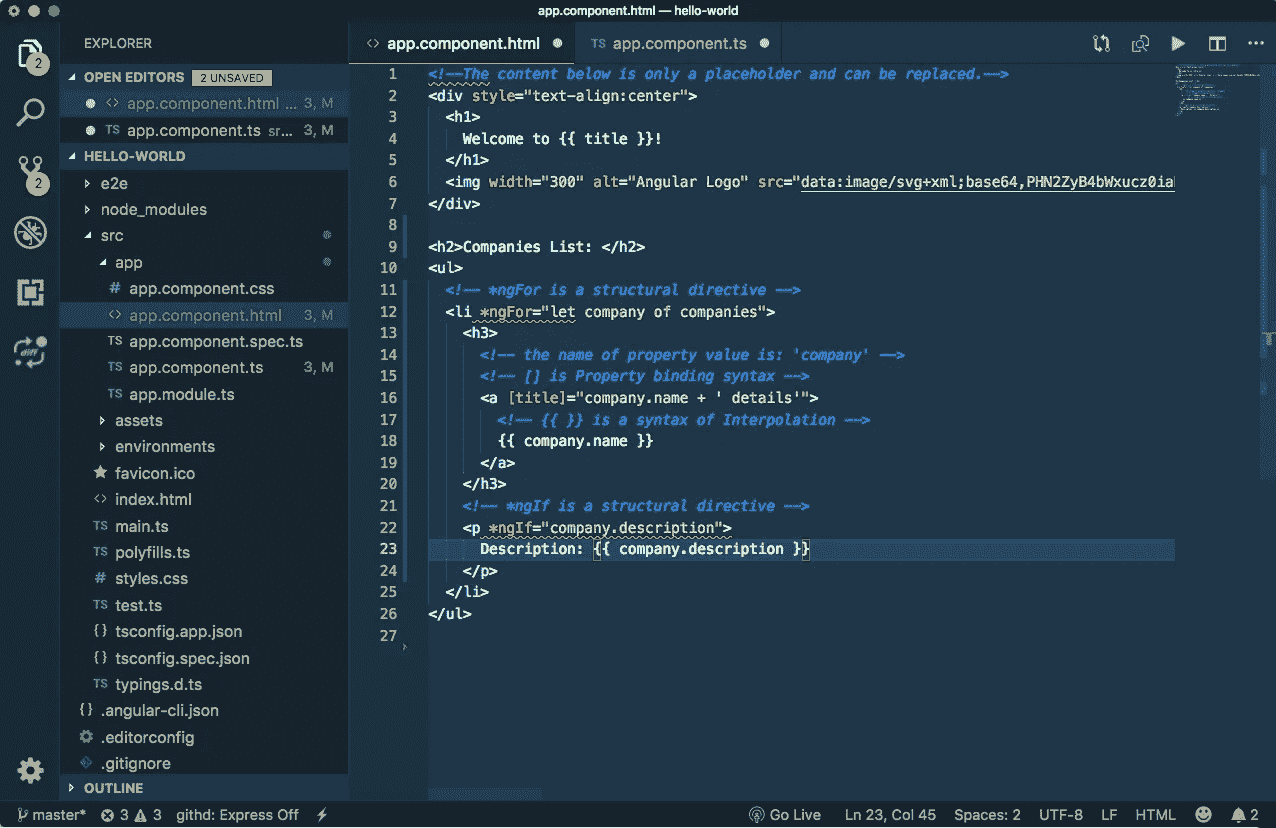 app.component.html — hello-world
2
2
EXPLORER
OPEN EDITORS 2 UNSAVED
<> app.component.html ... 3, M
TS app.component.ts sr... 3, M
HELLO-WORLD
e2e
node_modules
src
app
# app.component.css
<> app.component.html 3, M
TS app.component.spec.ts
TS app.component.ts 3, M
TS app.module.ts
assets
environments
favicon.ico
<> index.html
TS main.ts
TS polyfills.ts
# styles.css
TS test.ts
{} tsconfig.app.json
{} tsconfig.spec.json
TS typings.d.ts
{} .angular-cli.json
.editorconfig
.gitignore
OUTLINE
<> app.component.html TS app.component.ts
1 <!--The content below is only a placeholder and can be replaced.-->
2 <div style="text-align:center">
3 <h1>
4 Welcome to {{ title }}!
5 </h1>
6 <img width="300" alt="Angular Logo" src="data:image/svg+xml;base64,PHN2ZyB4bWxucz0ia
7 </div>
8
9 <h2>Companies List: </h2>
10 <ul>
11 <!-- *ngFor is a structural directive -->
12 <li *ngFor="let company of companies">
13 <h3>
14 <!-- the name of property value is: 'company' -->
15 <!-- [] is Property binding syntax -->
16 <a [title]="company.name + ' details'">
17 <!-- {{ }} is a syntax of Interpolation -->
18 {{ company.name }}
19 </a>
20 </h3>
21 <!-- *ngIf is a structural directive -->
22 <p *ngIf="company.description">
23 Description: {{ company.description }}
24 </p>
25 </li>
26 </ul>
27
master* 3 3 githd: Express Off Go Live Ln 23, Col 45 Spaces: 2 UTF-8 LF HTML 2